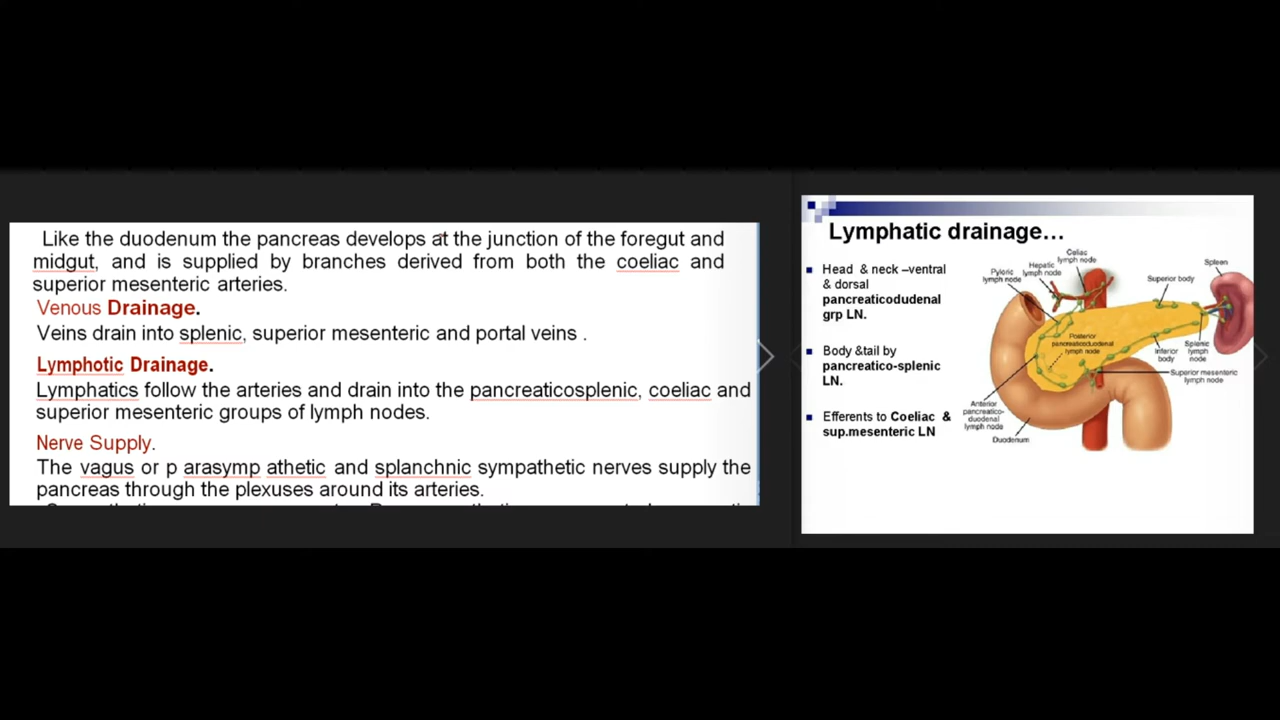 Like the duodenum the pancreas develops at the junction of the foregut and
midgut, and is supplied by branches derived from both the coeliac and
superior mesenteric arteries.
Venous Drainage.
Veins drain into splenic, superior mesenteric and portal veins .
Lymphotic Drainage.
Lymphatics follow the arteries and drain into the pancreaticosplenic, coeliac and
superior mesenteric groups of lymph nodes.
Nerve Supply.
The vagus or p arasymp athetic and splanchnic sympathetic nerves supply the
pancreas through the plexuses around its arteries.
Lymphatic drainage…
Head & neck –ventral
& dorsal
pancreaticodudenal
grp LN.
Body &tail by
pancreatico-splenic
LN.
Efferents to Coeliac &
sup.mesenteric LN
Celiac
lymph node
Hepatic
lymph node
Pyloric
lymph node
Superior body
Spleen
Posterior
pancreaticoduodenal
lymph node
Inferior
body
Splenic
lymph
node
Superior mesenteric
lymph node
Anterior
pancreatico-
duodenal
lymph node
Duodenum